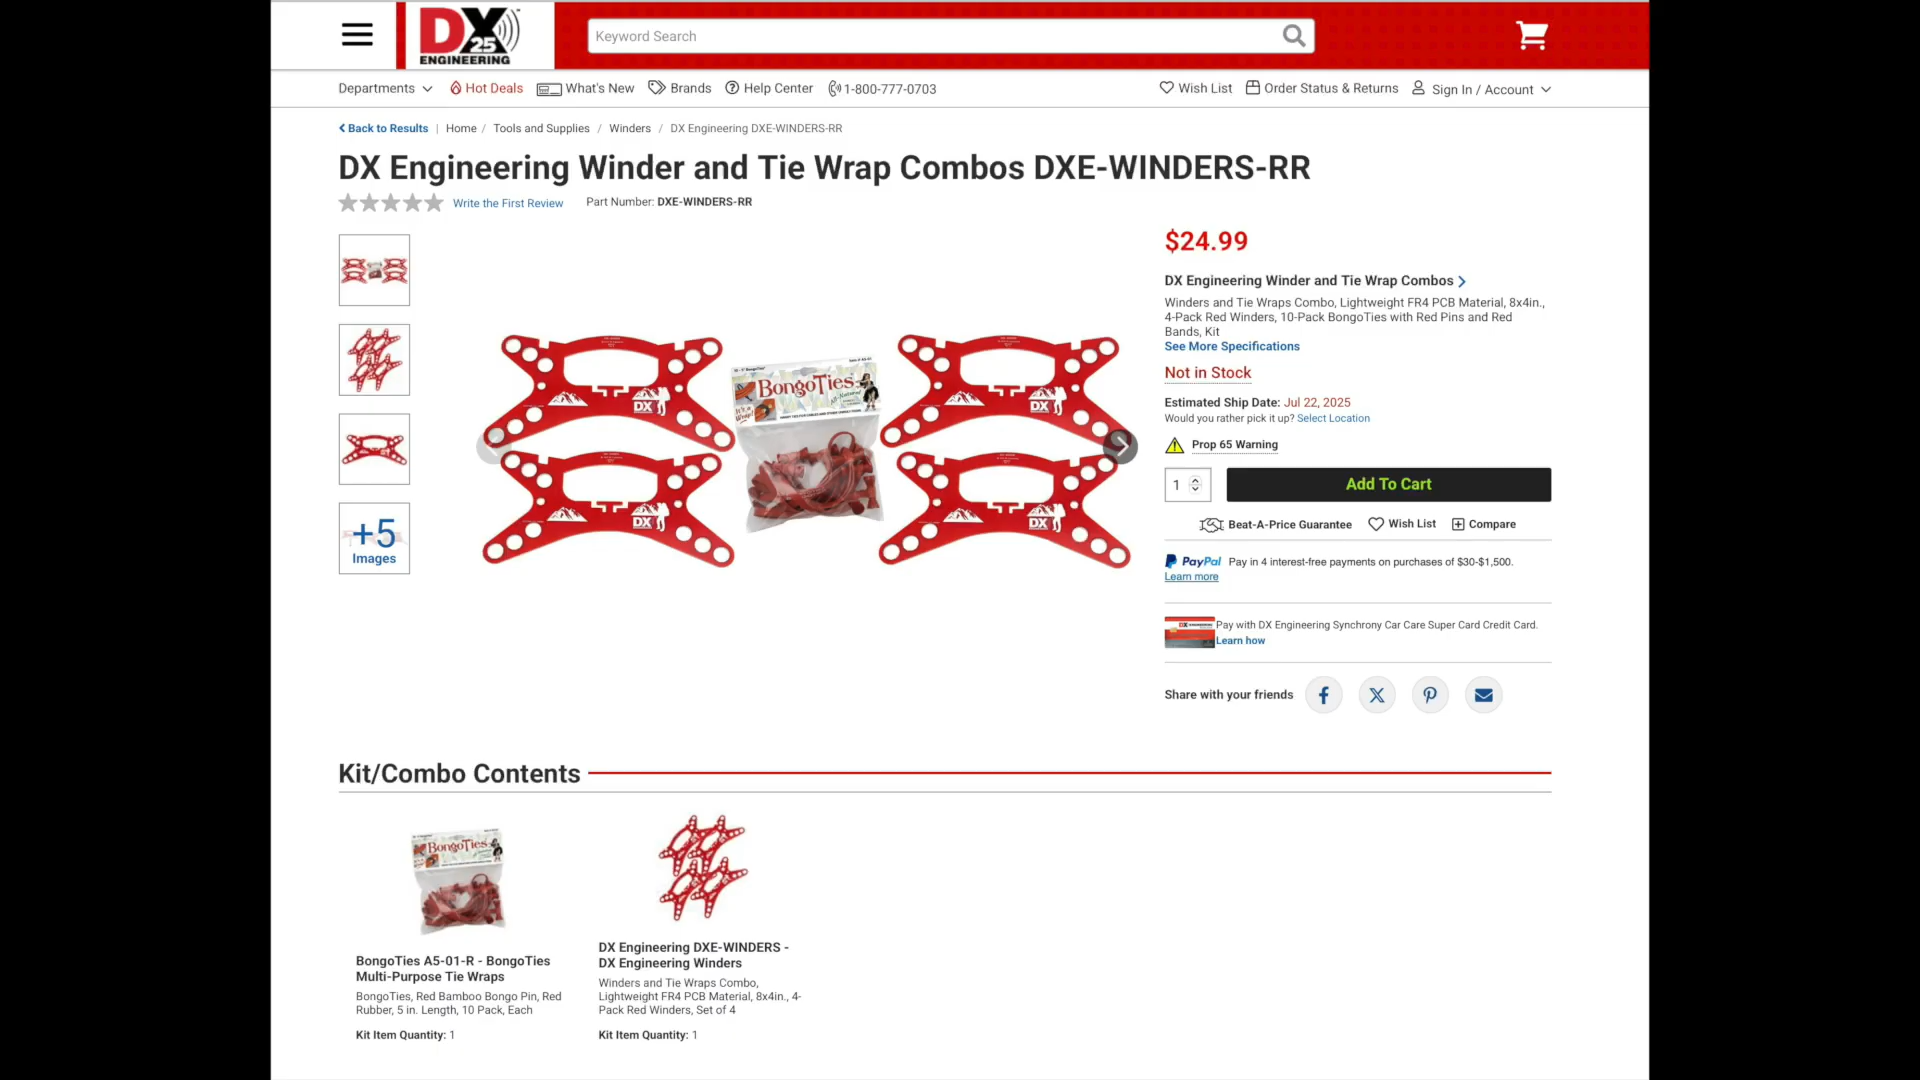 DX
25
ENGINEERING
Keyword Search
Departments
Hot Deals
What's New
Brands
Help Center
1-800-777-0703
Wish List
Order Status & Returns
Sign In / Account
Back to Results | Home / Tools and Supplies / Winders / DX Engineering DXE-WINDERS-RR
DX Engineering Winder and Tie Wrap Combos DXE-WINDERS-RR
Write the First Review
Part Number: DXE-WINDERS-RR
+5
Images
BongoTies
DX
DX
DX
DX
$24.99
DX Engineering Winder and Tie Wrap Combos
Winders and Tie Wraps Combo, Lightweight FR4 PCB Material, 8x4in.,
4-Pack Red Winders, 10-Pack BongoTies with Red Pins and Red
Bands, Kit
See More Specifications
Not in Stock
Estimated Ship Date: Jul 22, 2025
Would you rather pick it up? Select Location
Prop 65 Warning
1
Add To Cart
Beat-A-Price Guarantee
Wish List
Compare
PayPal Pay in 4 interest-free payments on purchases of $30-$1,500.
Learn more
Pay with DX Engineering Synchrony Car Care Super Card Credit Card.
Learn how
Share with your friends
Kit/Combo Contents
BongoTies
BongoTies A5-01-R - BongoTies
Multi-Purpose Tie Wraps
BongoTies, Red Bamboo Bongo Pin, Red
Rubber, 5 in. Length, 10 Pack, Each
Kit Item Quantity: 1
DX Engineering DXE-WINDERS -
DX Engineering Winders
Winders and Tie Wraps Combo,
Lightweight FR4 PCB Material, 8x4in., 4-
Pack Red Winders, Set of 4
Kit Item Quantity: 1